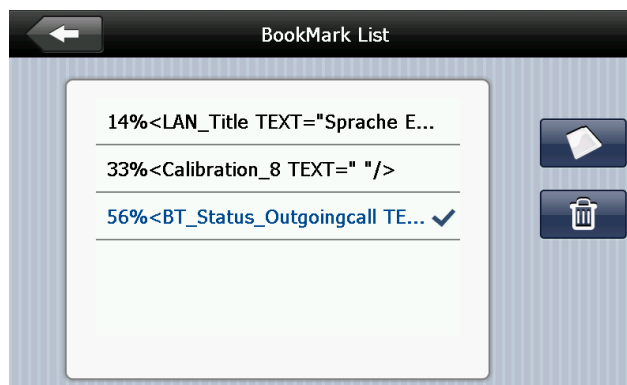 BookMark List
14%<LAN_Title TEXT="Sprache E...
33%<Calibration_8 TEXT=" "/>
56%<BT_Status_Outgoingcall TE...